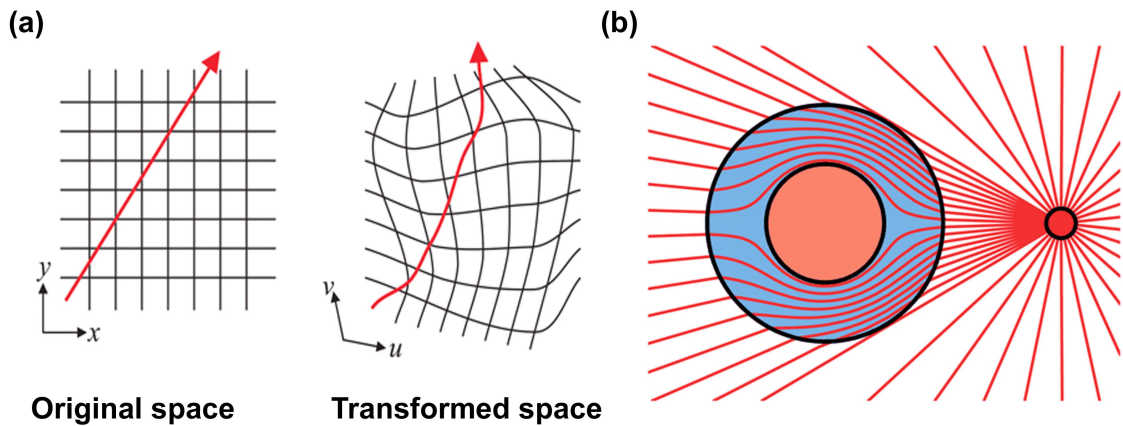 (a)
(b)
y
x
v
u
Original space
Transformed space